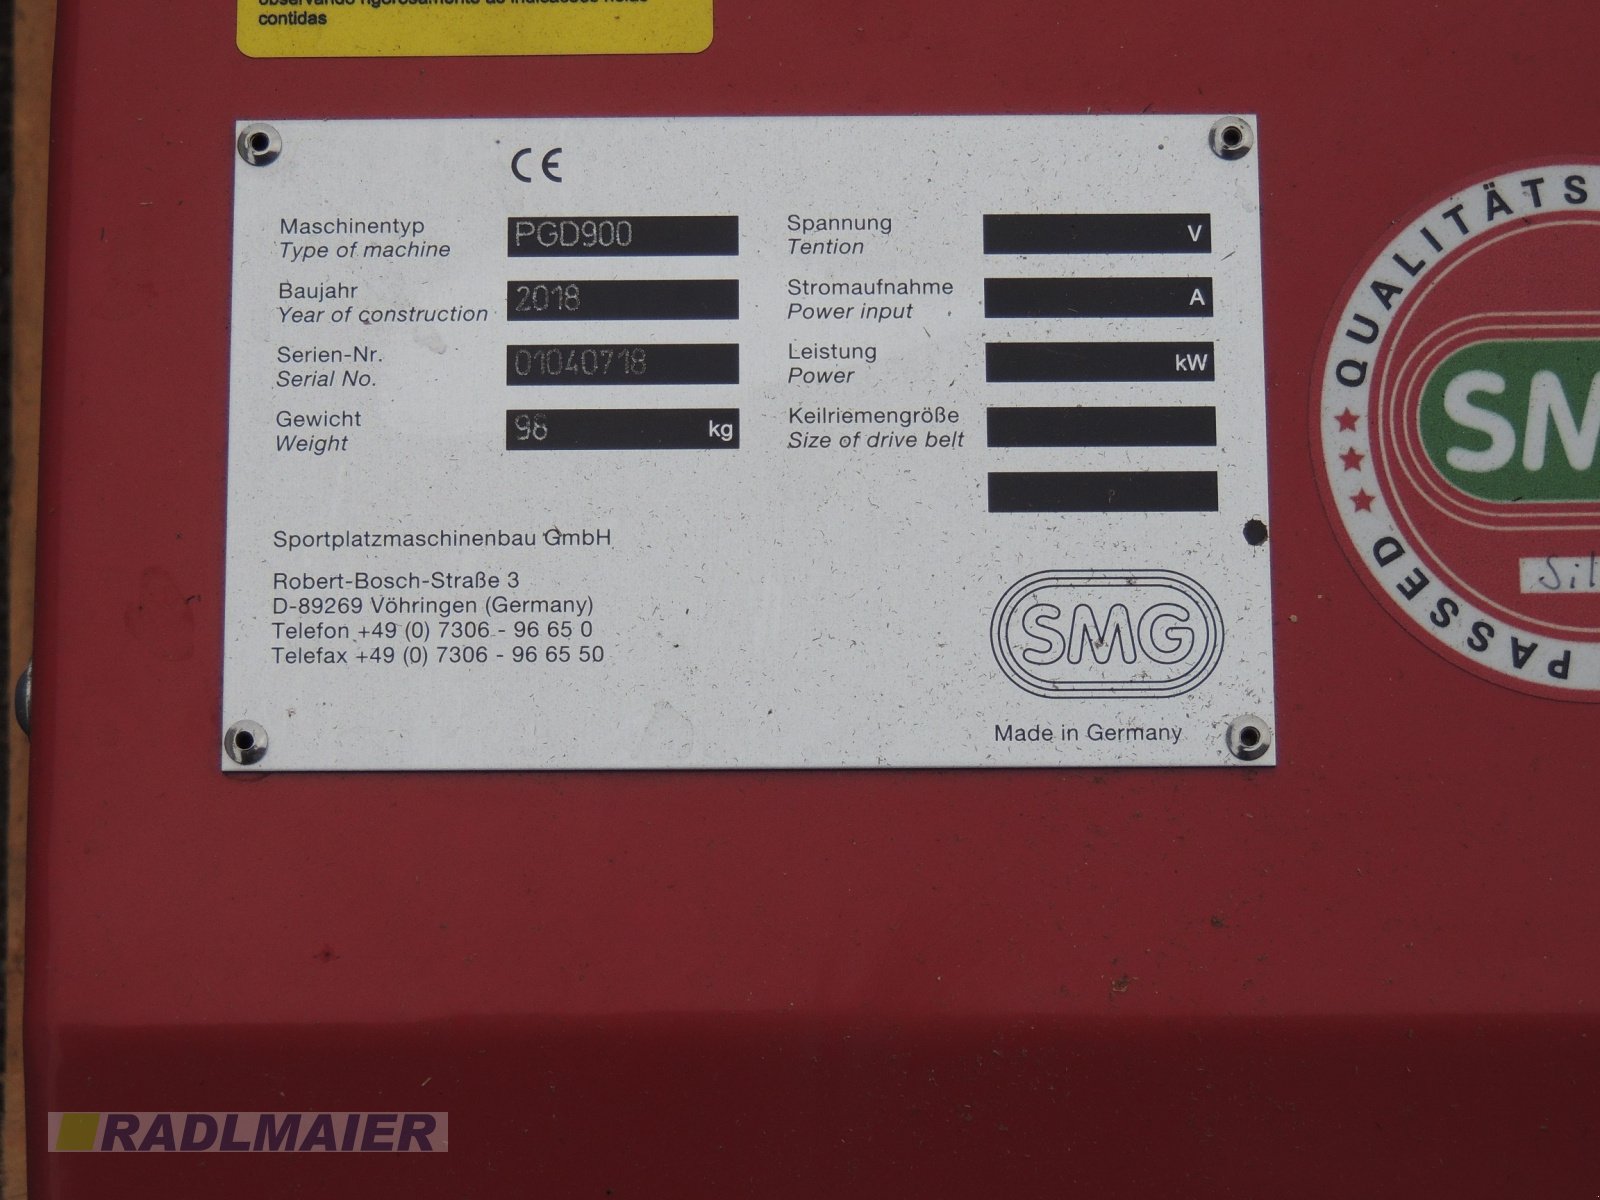 contidas
CE
Maschinentyp PGD900
Type of machine
Baujahr 2018
Year of construction
Serien-Nr. 01040718
Serial No.
Gewicht 98 kg
Weight
Spannung V
Tention
Stromaufnahme A
Power input
Leistung kW
Power
Keilriemengröße
Size of drive belt
Sportplatzmaschinenbau GmbH
Robert-Bosch-Straße 3
D-89269 Vöhringen (Germany)
Telefon +49 (0) 7306 - 96 65 0
Telefax +49 (0) 7306 - 96 65 50
SMG
Made in Germany
QUALITÄTS
SM
PASSED
RADLMAIER